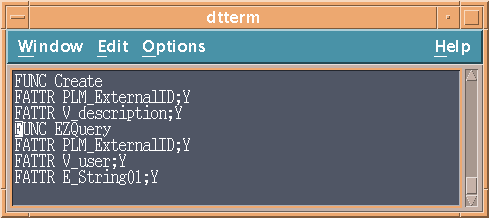 dtterm
Window Edit Options Help
FUNC Create
FATTR PLM_ExternalID;Y
FATTR V_description;Y
FUNC EZQuery
FATTR PLM_ExternalID;Y
FATTR V_user;Y
FATTR E_String01;Y